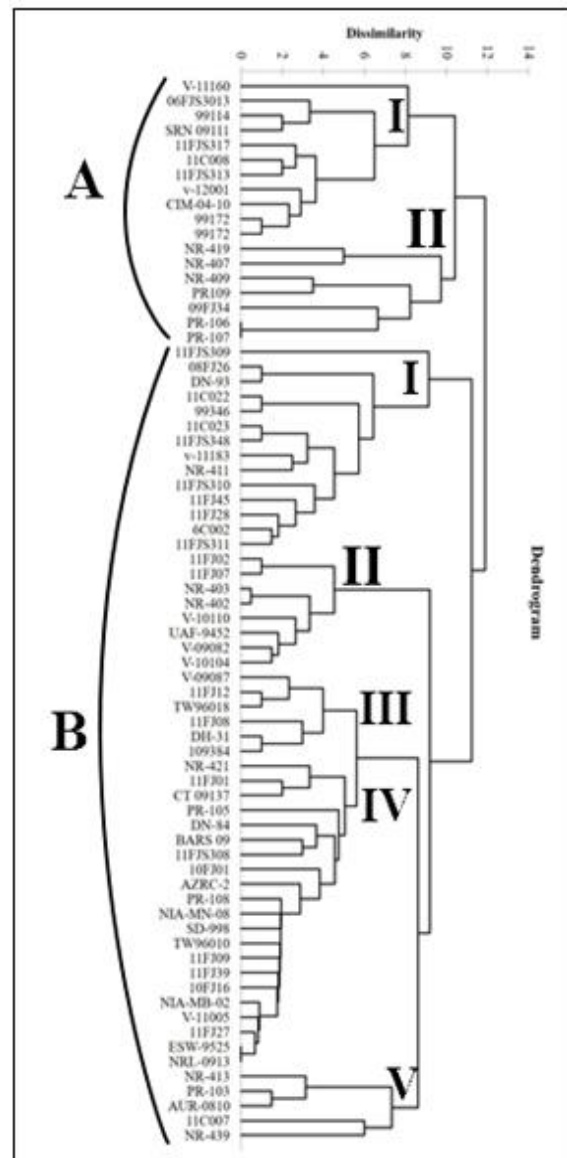 Dissimilarity
0 2 4 6 8 10 12 14
V-11160
06FJS3013
99114
SRN 09111
11FJS317
11C008
11FJS313
v-12001
CIM-04-10
99172
99172
NR-419
NR-407
NR-409
PR109
09FJ34
PR-106
PR-107
11FJS309
08FJ26
DN-93
11C022
99346
11C023
11FJS348
v-11183
NR-411
11FJS310
11FJ45
11FJ28
6C002
11FJS311
11FJ02
11FJ07
NR-403
NR-402
V-10110
UAF-9452
V-09082
V-10104
V-09087
11FJ12
TW96018
11FJ08
DH-31
109384
NR-421
11FJ01
CT 09137
PR-105
DN-84
BARS 09
11FJS308
10FJ01
AZRC-2
PR-108
NIA-MN-08
SD-998
TW96010
11FJ09
11FJ39
10FJ16
NIA-MB-02
V-11005
11FJ27
ESW-9525
NRL-0913
NR-413
PR-103
AUR-0810
11C007
NR-439
A
I
II
B
I
II
III
IV
V
Dendrogram